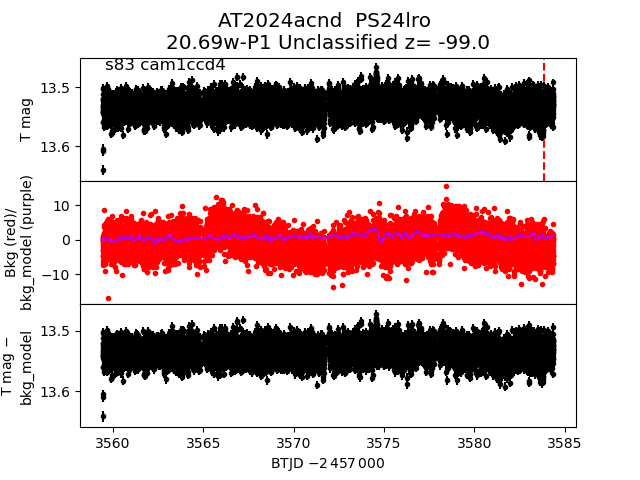 AT2024acnd  PS24lro
20.69w-P1 Unclassified z= -99.0
s83 cam1ccd4
T mag
13.5
13.6
Bkg (red)/
bkg_model (purple)
10
0
−10
T mag −
bkg_model
13.5
13.6
3560
3565
3570
3575
3580
3585
BTJD −2 457 000